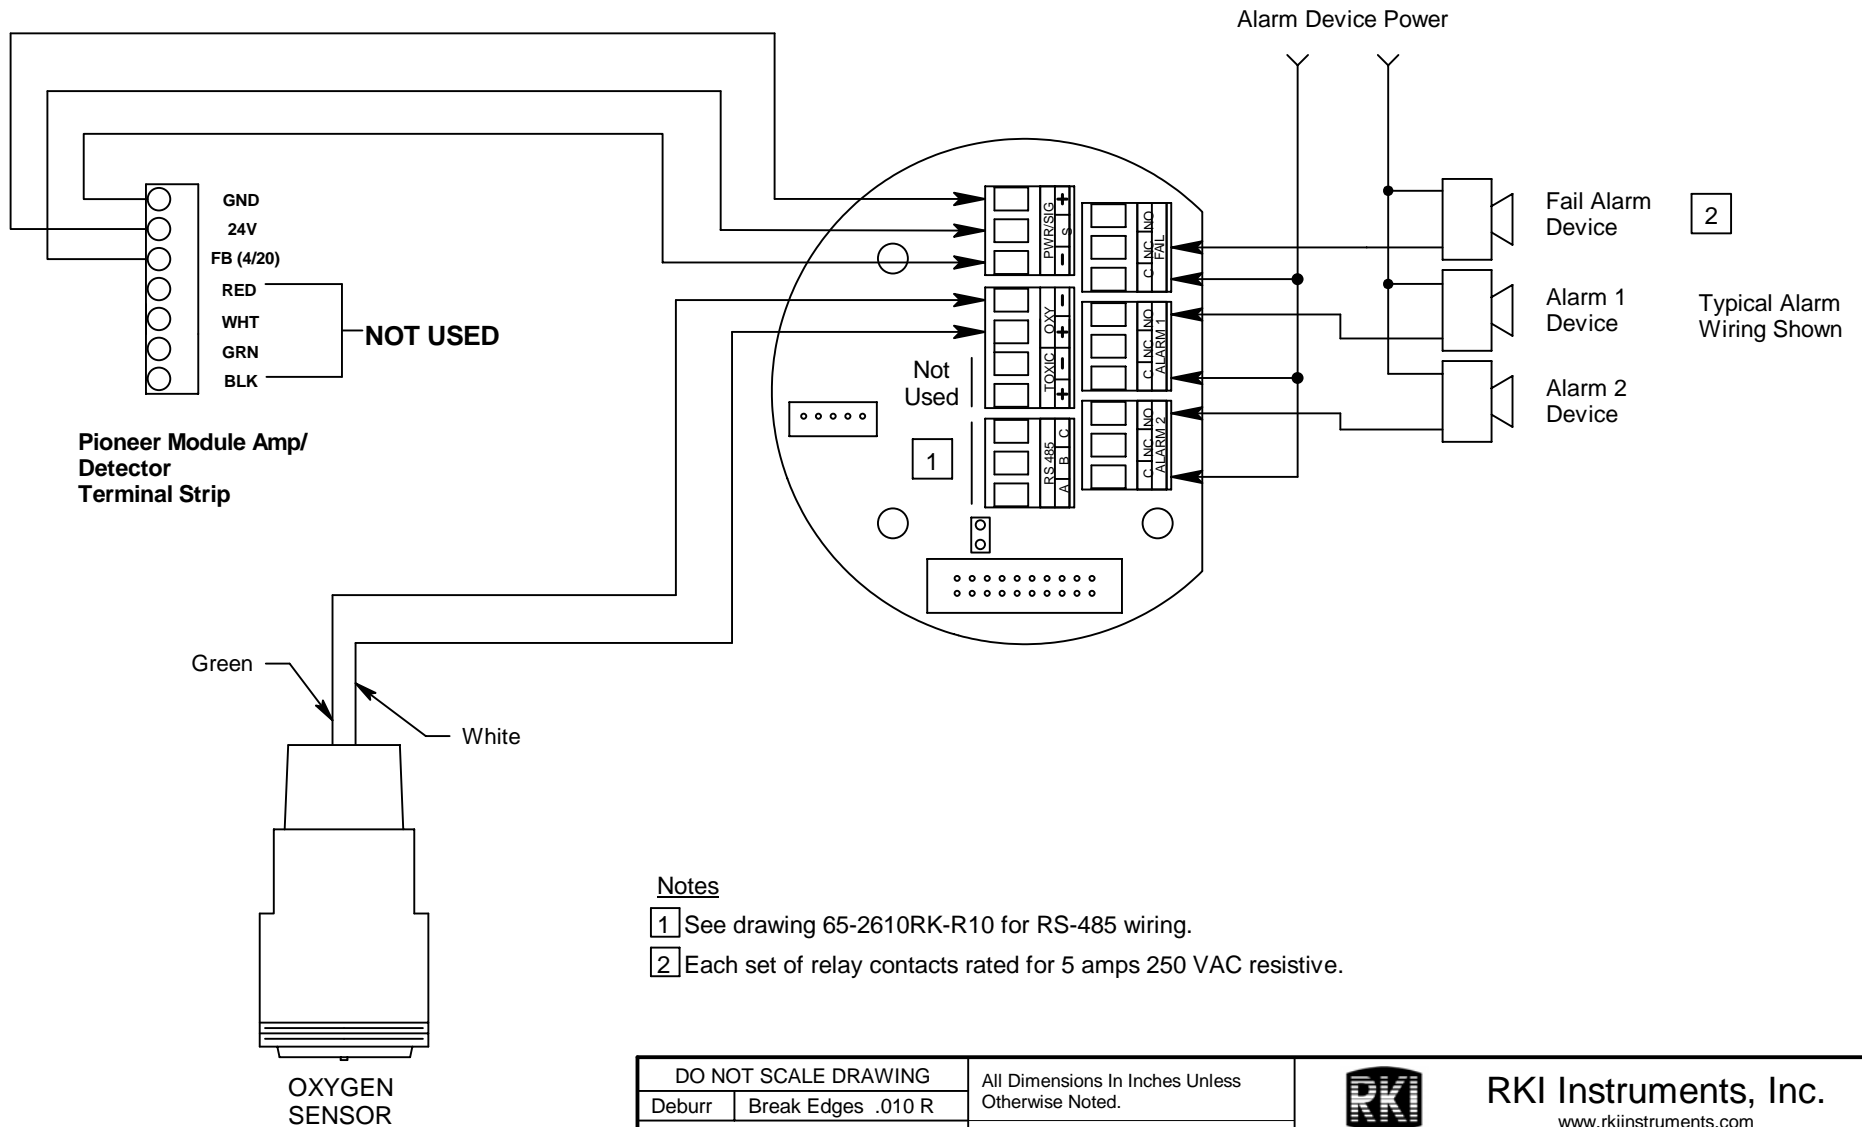 Alarm Device Power
GND
24V
FB (4/20)
RED
WHT
GRN
BLK
NOT USED
Pioneer Module Amp/
Detector
Terminal Strip
+
S
-
PWR/SIG
-
+
OXY
-
+
TOXIC
Not
Used
1
C
B
A
RS 485
NO
NC
C
FAIL
NO
NC
C
ALARM 1
NO
NC
C
ALARM 2
Fail Alarm
Device
2
Alarm 1
Device
Typical Alarm
Wiring Shown
Alarm 2
Device
Green
White
OXYGEN
SENSOR
Notes
1 See drawing 65-2610RK-R10 for RS-485 wiring.
2 Each set of relay contacts rated for 5 amps 250 VAC resistive.
DO NOT SCALE DRAWING
Deburr
Break Edges .010 R
All Dimensions In Inches Unless
Otherwise Noted.
RKI
RKI Instruments, Inc.
www.rkiinstruments.com